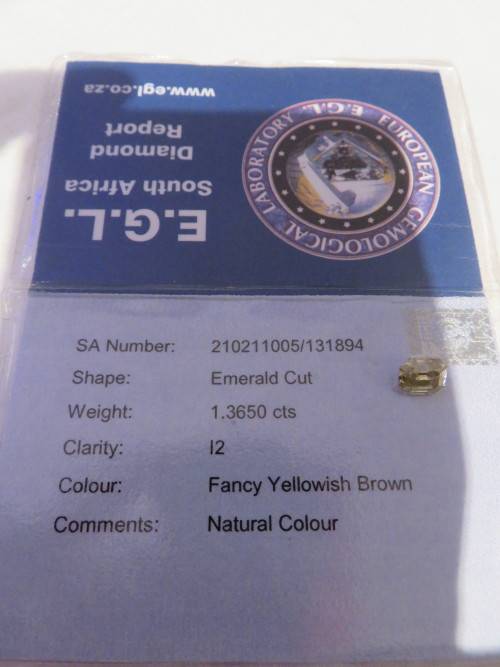 www.egl.co.za
E.G.L.
South Africa
Diamond
Report
EUROPEAN GEMOLOGICAL LABORATORY
E.G.L.
SA Number: 210211005/131894
Shape: Emerald Cut
Weight: 1.3650 cts
Clarity: I2
Colour: Fancy Yellowish Brown
Comments: Natural Colour